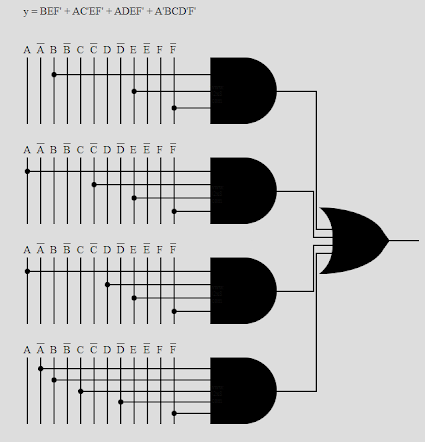 y = BEF' + AC'EF' + ADEF' + A'BCD'F'
A A̅ B B̅ C C̅ D D̅ E E̅ F F̅
A A̅ B B̅ C C̅ D D̅ E E̅ F F̅
A A̅ B B̅ C C̅ D D̅ E E̅ F F̅
A A̅ B B̅ C C̅ D D̅ E E̅ F F̅